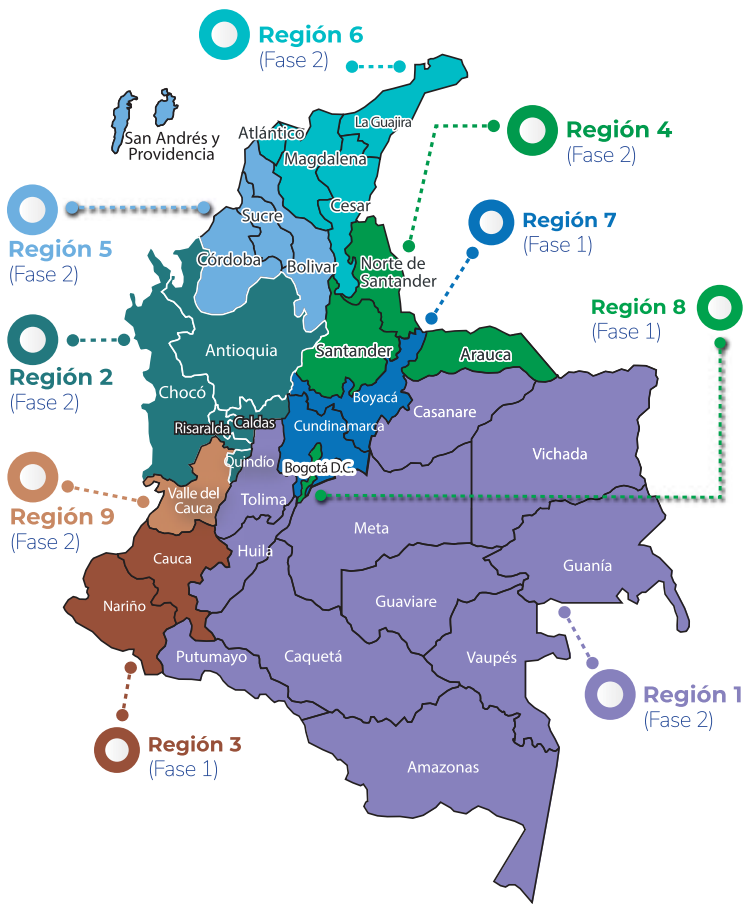 Región 6
(Fase 2)
La Guajira
Atlántico
San Andrés y
Providencia
Magdalena
Región 4
(Fase 2)
Cesar
Sucre
Región 7
(Fase 1)
Región 5
(Fase 2)
Córdoba
Bolivar
Norte de
Santander
Región 8
(Fase 1)
Antioquia
Santander
Arauca
Región 2
(Fase 2)
Chocó
Boyacá
Casanare
Risaralda
Caldas
Cundinamarca
Vichada
Quindío
Bogotá D.C.
Valle del
Cauca
Tolima
Región 9
(Fase 2)
Meta
Cauca
Huila
Guanía
Nariño
Guaviare
Putumayo
Caquetá
Vaupés
Región 1
(Fase 2)
Región 3
(Fase 1)
Amazonas